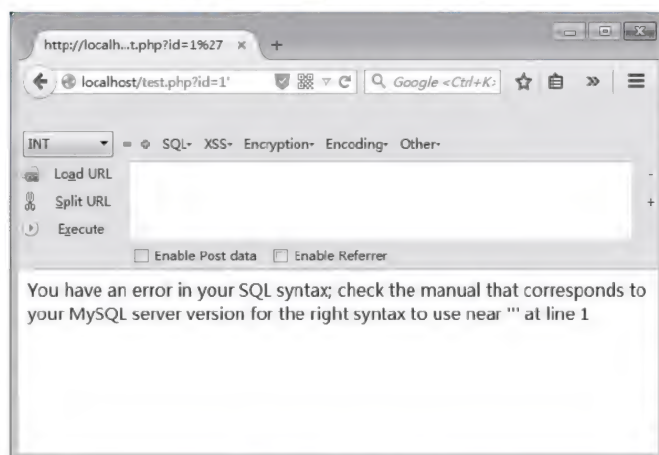 http://localh...t.php?id=1%27 × +
localhost/test.php?id=1' Google <Ctrl+K>
INT SQL- XSS- Encryption- Encoding- Other-
Load URL
Split URL
Execute
Enable Post data Enable Referrer
You have an error in your SQL syntax; check the manual that corresponds to
your MySQL server version for the right syntax to use near ''' at line 1